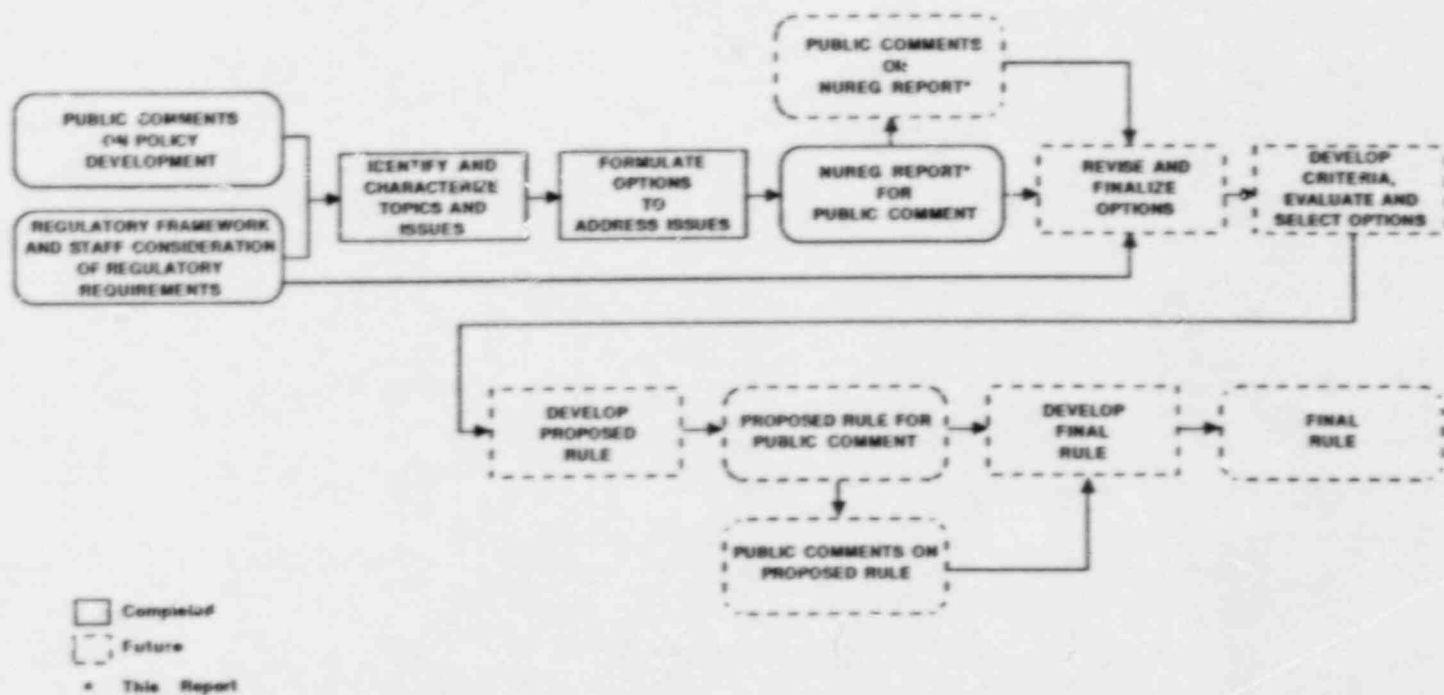 PUBLIC COMMENTS
ON POLICY
DEVELOPMENT
REGULATORY FRAMEWORK
AND STAFF CONSIDERATION
OF REGULATORY
REQUIREMENTS
IDENTIFY AND
CHARACTERIZE
TOPICS AND
ISSUES
FORMULATE
OPTIONS
TO
ADDRESS ISSUES
PUBLIC COMMENTS
ON
NUREG REPORT*
NUREG REPORT*
FOR
PUBLIC COMMENT
REVISE AND
FINALIZE
OPTIONS
DEVELOP
CRITERIA,
EVALUATE AND
SELECT OPTIONS
DEVELOP
PROPOSED
RULE
PROPOSED RULE FOR
PUBLIC COMMENT
PUBLIC COMMENTS ON
PROPOSED RULE
DEVELOP
FINAL
RULE
FINAL
RULE
Completed
Future
* This Report